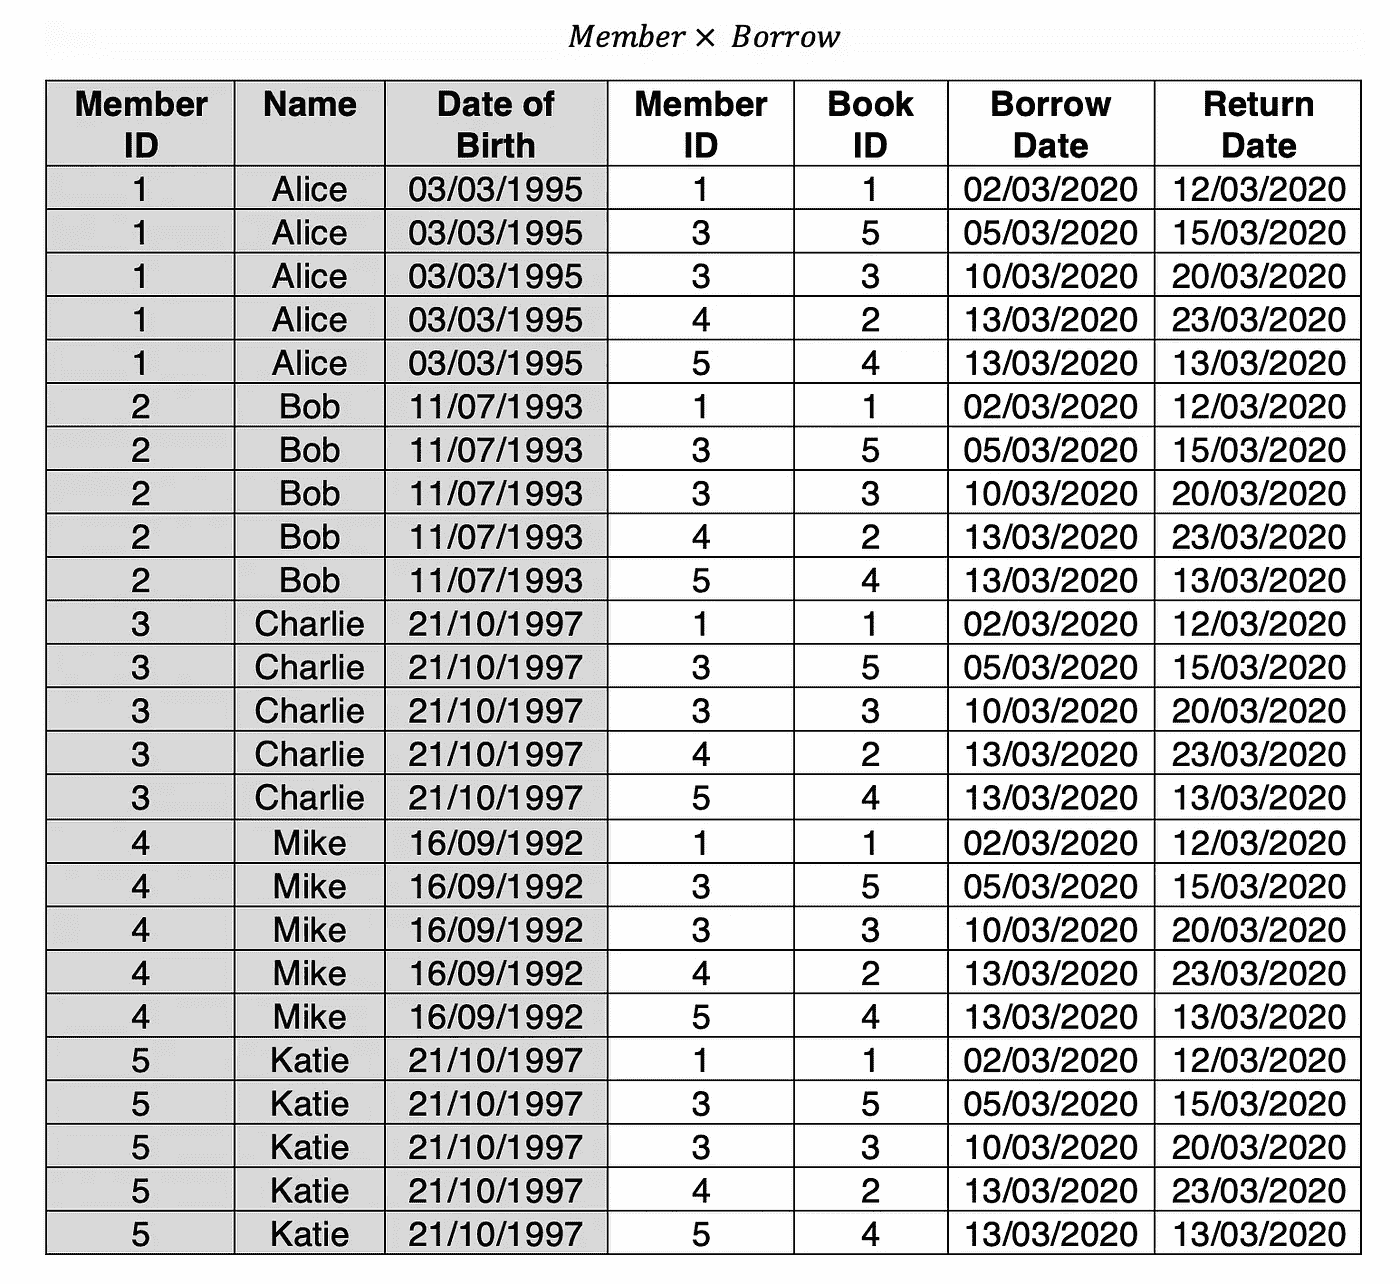 Member × Borrow
Member Name Date of Member Book Borrow Return
ID Birth ID ID Date Date
1 Alice 03/03/1995 1 1 02/03/2020 12/03/2020
1 Alice 03/03/1995 3 5 05/03/2020 15/03/2020
1 Alice 03/03/1995 3 3 10/03/2020 20/03/2020
1 Alice 03/03/1995 4 2 13/03/2020 23/03/2020
1 Alice 03/03/1995 5 4 13/03/2020 13/03/2020
2 Bob 11/07/1993 1 1 02/03/2020 12/03/2020
2 Bob 11/07/1993 3 5 05/03/2020 15/03/2020
2 Bob 11/07/1993 3 3 10/03/2020 20/03/2020
2 Bob 11/07/1993 4 2 13/03/2020 23/03/2020
2 Bob 11/07/1993 5 4 13/03/2020 13/03/2020
3 Charlie 21/10/1997 1 1 02/03/2020 12/03/2020
3 Charlie 21/10/1997 3 5 05/03/2020 15/03/2020
3 Charlie 21/10/1997 3 3 10/03/2020 20/03/2020
3 Charlie 21/10/1997 4 2 13/03/2020 23/03/2020
3 Charlie 21/10/1997 5 4 13/03/2020 13/03/2020
4 Mike 16/09/1992 1 1 02/03/2020 12/03/2020
4 Mike 16/09/1992 3 5 05/03/2020 15/03/2020
4 Mike 16/09/1992 3 3 10/03/2020 20/03/2020
4 Mike 16/09/1992 4 2 13/03/2020 23/03/2020
4 Mike 16/09/1992 5 4 13/03/2020 13/03/2020
5 Katie 21/10/1997 1 1 02/03/2020 12/03/2020
5 Katie 21/10/1997 3 5 05/03/2020 15/03/2020
5 Katie 21/10/1997 3 3 10/03/2020 20/03/2020
5 Katie 21/10/1997 4 2 13/03/2020 23/03/2020
5 Katie 21/10/1997 5 4 13/03/2020 13/03/2020